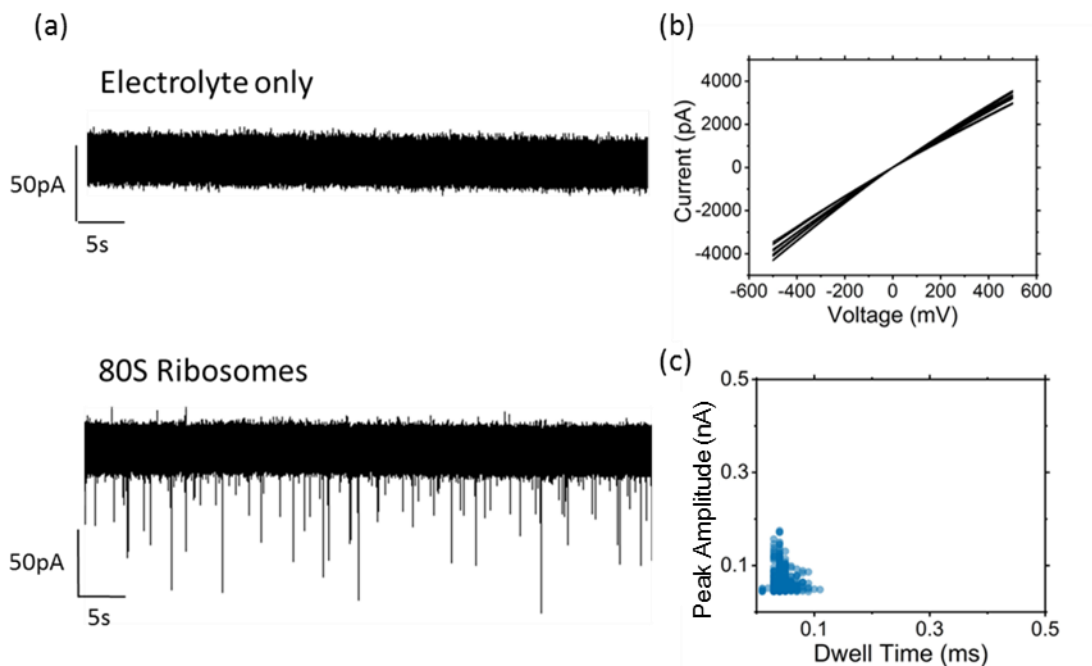 (a)
Electrolyte only
50pA
5s
80S Ribosomes
50pA
5s
(b)
Current (pA)
4000
2000
0
-2000
-4000
-600 -400 -200 0 200 400 600
Voltage (mV)
(c)
Peak Amplitude (nA)
0.5
0.3
0.1
0.1 0.3 0.5
Dwell Time (ms)